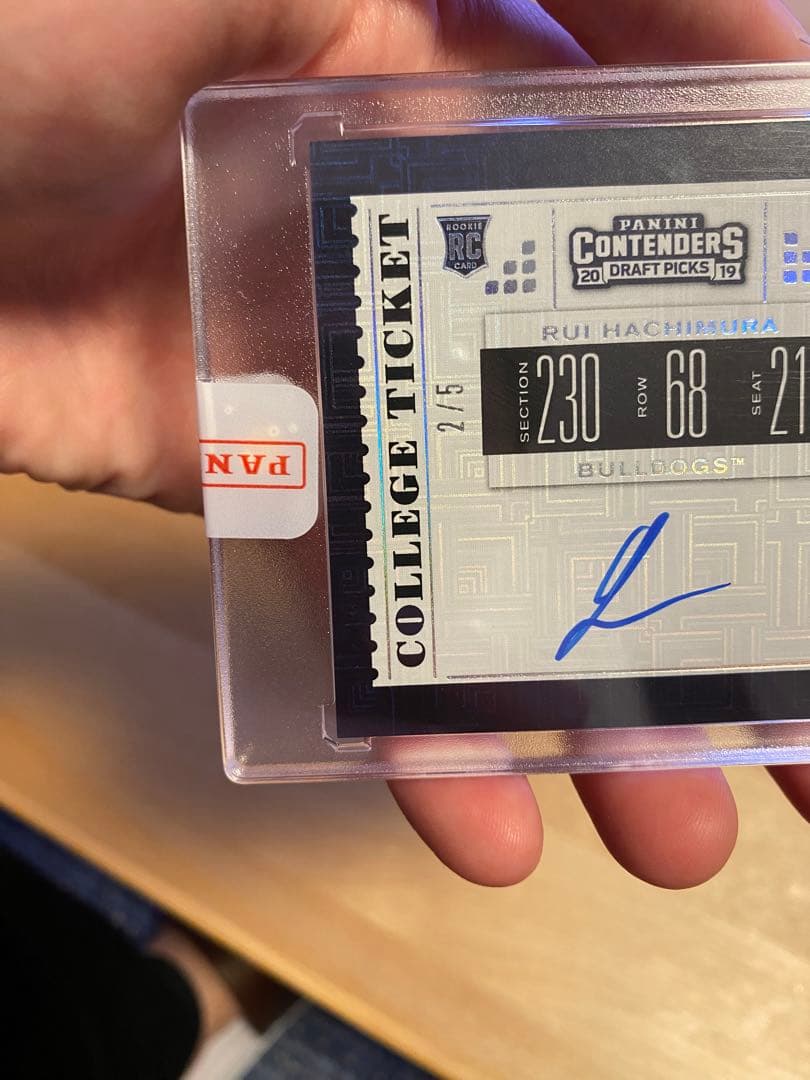 COLLEGE TICKET
ROOKIE
RC
CARD
PANINI
CONTENDERS
20 DRAFT PICKS 19
RUI HACHIMURA
2/5
SECTION 230 ROW 68 SEAT 21
BULLDOGS™
PAN